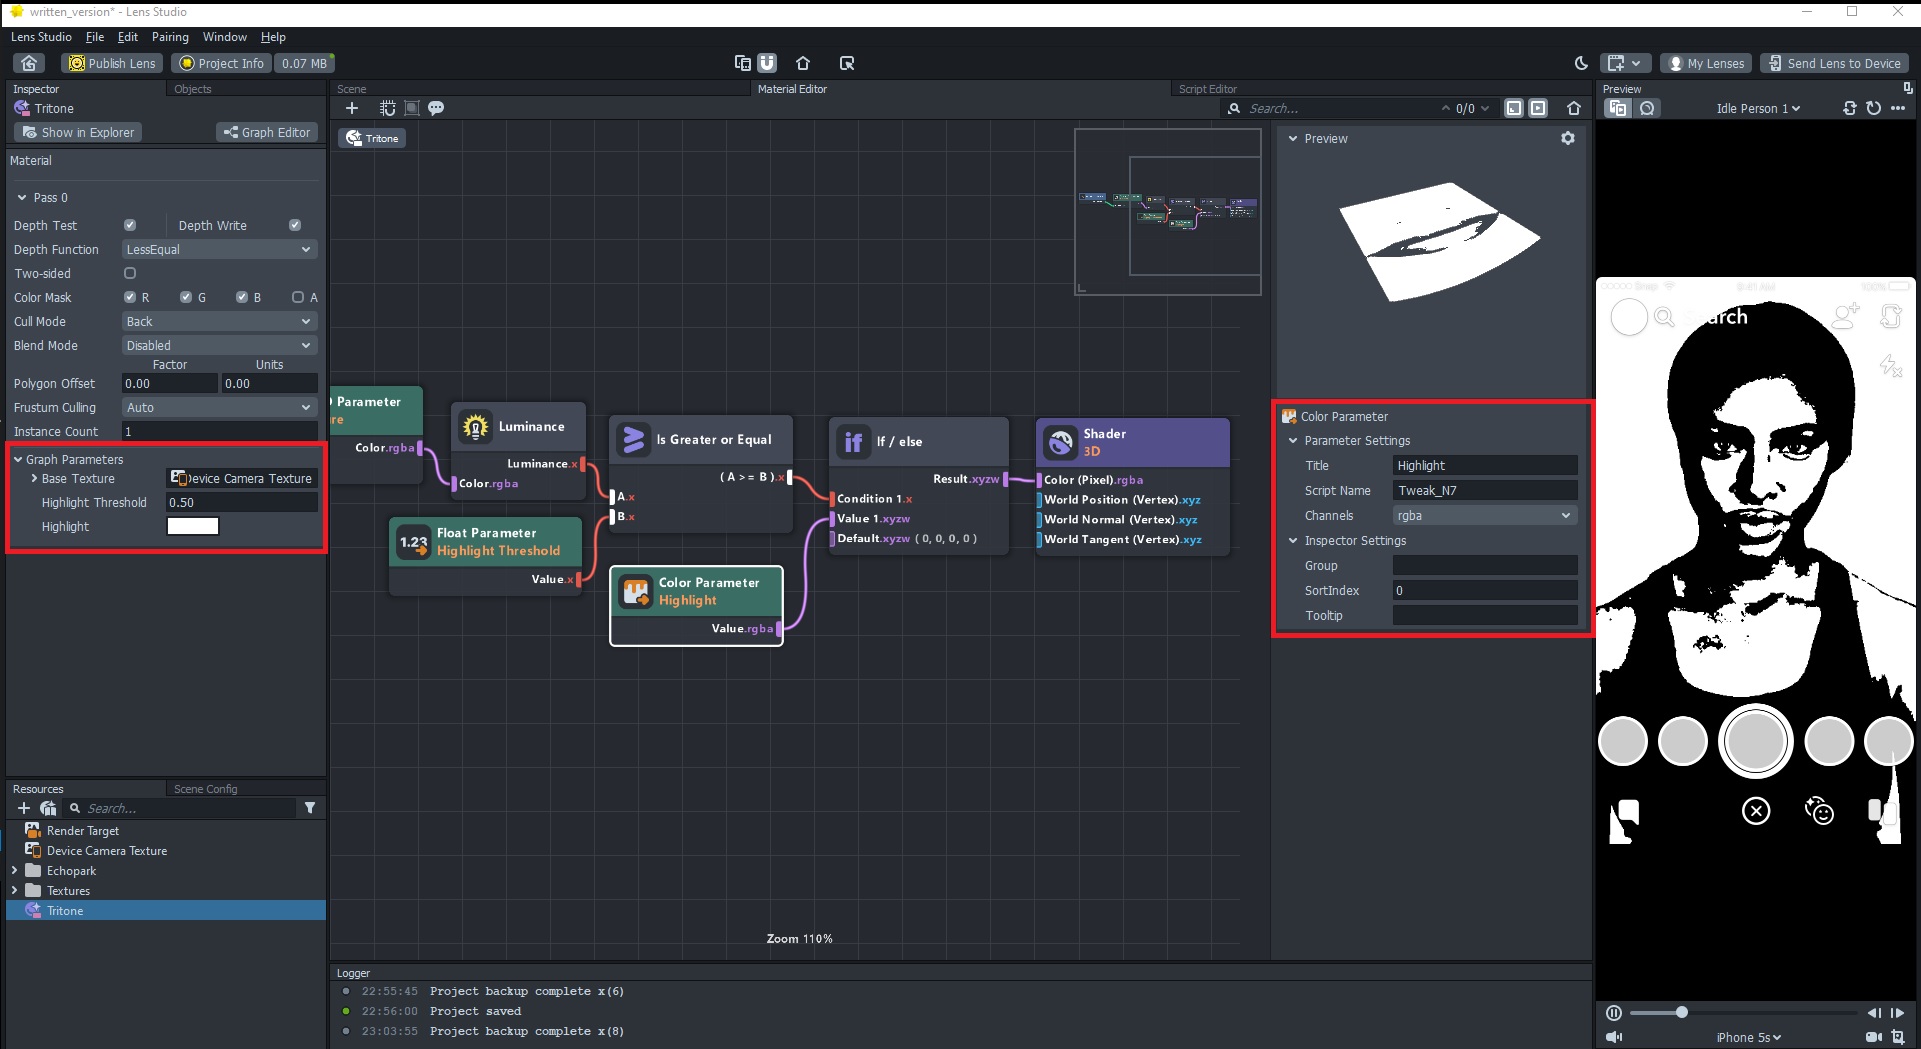 written_version* - Lens Studio
Lens Studio File Edit Pairing Window Help
Publish Lens Project Info 0.07 MB My Lenses Send Lens to Device
Inspector Objects
Tritone
Show in Explorer Graph Editor
Material
Pass 0
Depth Test Depth Write
Depth Function LessEqual
Two-sided
Color Mask R G B A
Cull Mode Back
Blend Mode Disabled
Factor Units
Polygon Offset 0.00 0.00
Frustum Culling Auto
Instance Count 1
Graph Parameters
Base Texture Device Camera Texture
Highlight Threshold 0.50
Highlight
Resources Scene Config
Search...
Render Target
Device Camera Texture
Echopark
Textures
Tritone
Scene Material Editor Script Editor
Search... 0/0
Tritone
Parameter
Color.rgba
Luminance
Luminance.x
Color.rgba
Float Parameter
Highlight Threshold
Value.x
1.23
Is Greater or Equal
( A >= B ).x
A.x
B.x
Color Parameter
Highlight
Value.rgba
if
If / else
Result.xyzw
Condition 1.x
Value 1.xyzw
Default.xyzw ( 0, 0, 0, 0 )
Shader
3D
Color (Pixel).rgba
World Position (Vertex).xyz
World Normal (Vertex).xyz
World Tangent (Vertex).xyz
Zoom 110%
Preview
Color Parameter
Parameter Settings
Title Highlight
Script Name Tweak_N7
Channels rgba
Inspector Settings
Group
SortIndex 0
Tooltip
Logger
22:55:45 Project backup complete x(6)
22:56:00 Project saved
23:03:55 Project backup complete x(8)
Preview
Idle Person 1
Snap 9:41 AM 100%
Search
iPhone 5s